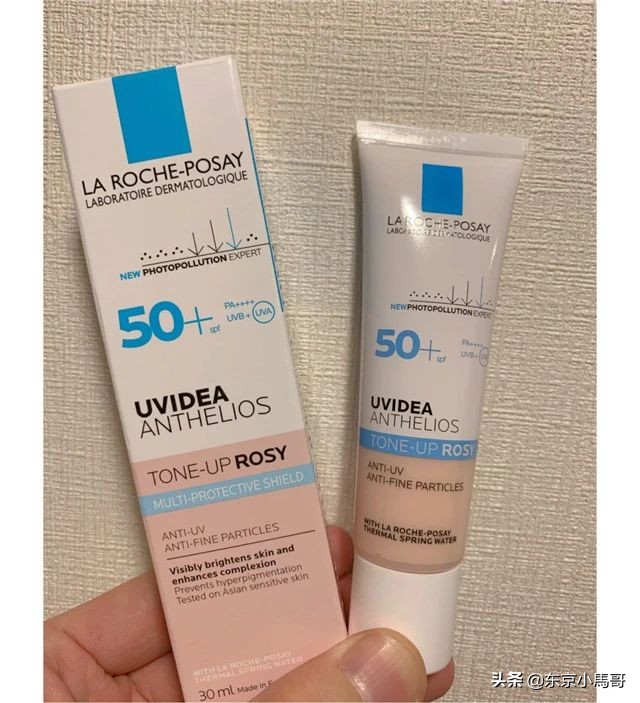 LA ROCHE-POSAY
LABORATOIRE DERMATOLOGIQUE
NEW PHOTOPOLLUTION EXPERT
50+
spf
PA++++
UVB + UVA
UVIDEA
ANTHELIOS
TONE-UP ROSY
MULTI-PROTECTIVE SHIELD
ANTI-UV
ANTI-FINE PARTICLES
Visibly brightens skin and
enhances complexion
Prevents hyperpigmentation
Tested on Asian sensitive skin
WITH LA ROCHE-POSAY
THERMAL SPRING WATER
30 ml Made in
LA ROCHE-POSAY
LABORATOIRE DERMATOLOGIQUE
NEW PHOTOPOLLUTION EXPERT
50+
spf
PA++++
UVB +
UVIDEA
ANTHELIOS
TONE-UP ROSY
ANTI-UV
ANTI-FINE PARTICLES
WITH LA ROCHE-POSAY
THERMAL SPRING WATER
头条 @东京小馬哥